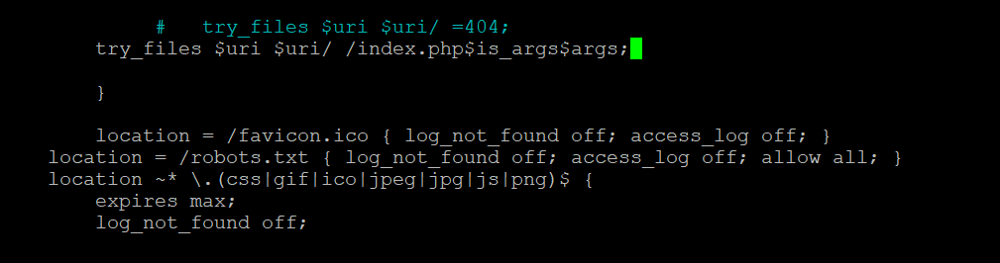 #   try_files $uri $uri/ =404;
try_files $uri $uri/ /index.php$is_args$args;
}
location = /favicon.ico { log_not_found off; access_log off; }
location = /robots.txt { log_not_found off; access_log off; allow all; }
location ~* \.(css|gif|ico|jpeg|jpg|js|png)$ {
expires max;
log_not_found off;